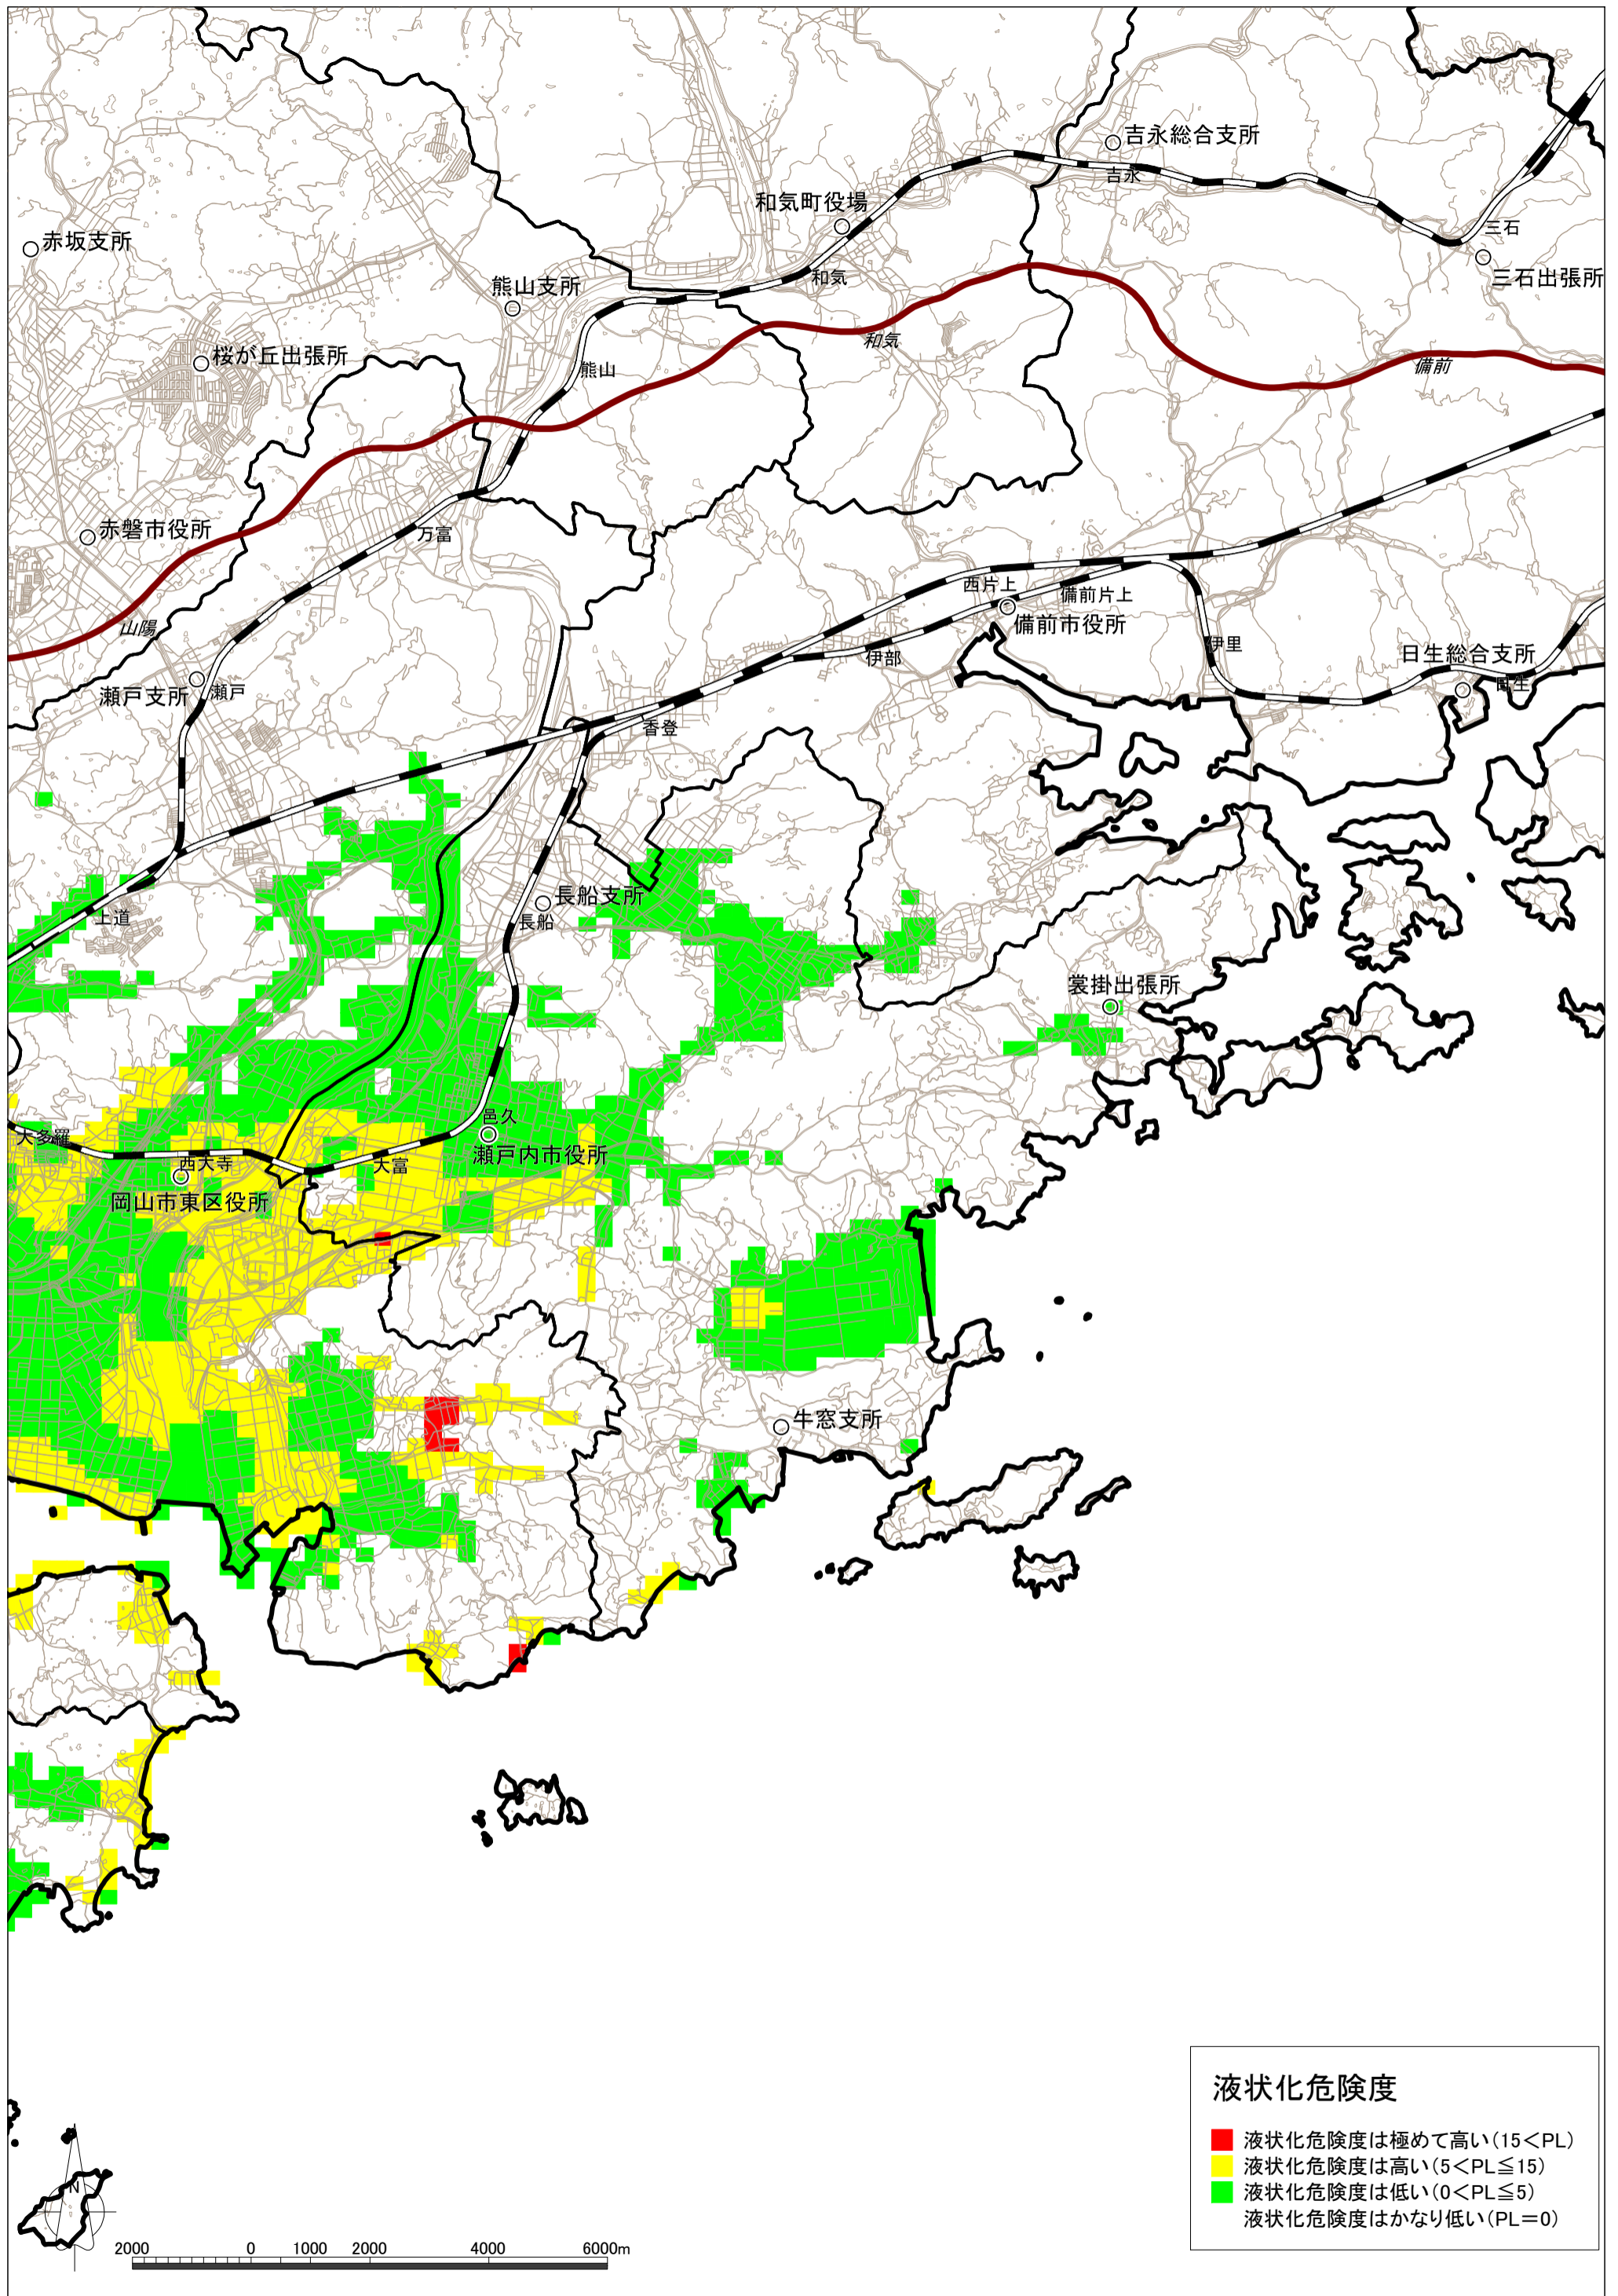 吉永総合支所
吉永
和気町役場
三石
赤坂支所
三石出張所
和気
熊山支所
和気
桜が丘出張所
熊山
備前
赤磐市役所
万富
西片上
備前片上
山陽
備前市役所
伊里
伊部
日生総合支所
瀬戸支所
瀬戸
日生
香登
長船支所
上道
長船
裳掛出張所
邑久
大多羅
瀬戸内市役所
西大寺
大富
岡山市東区役所
牛窓支所
液状化危険度
液状化危険度は極めて高い(15<PL)
液状化危険度は高い(5<PL≦15)
液状化危険度は低い(0<PL≦5)
液状化危険度はかなり低い(PL=0)
N
2000 0 1000 2000 4000 6000m